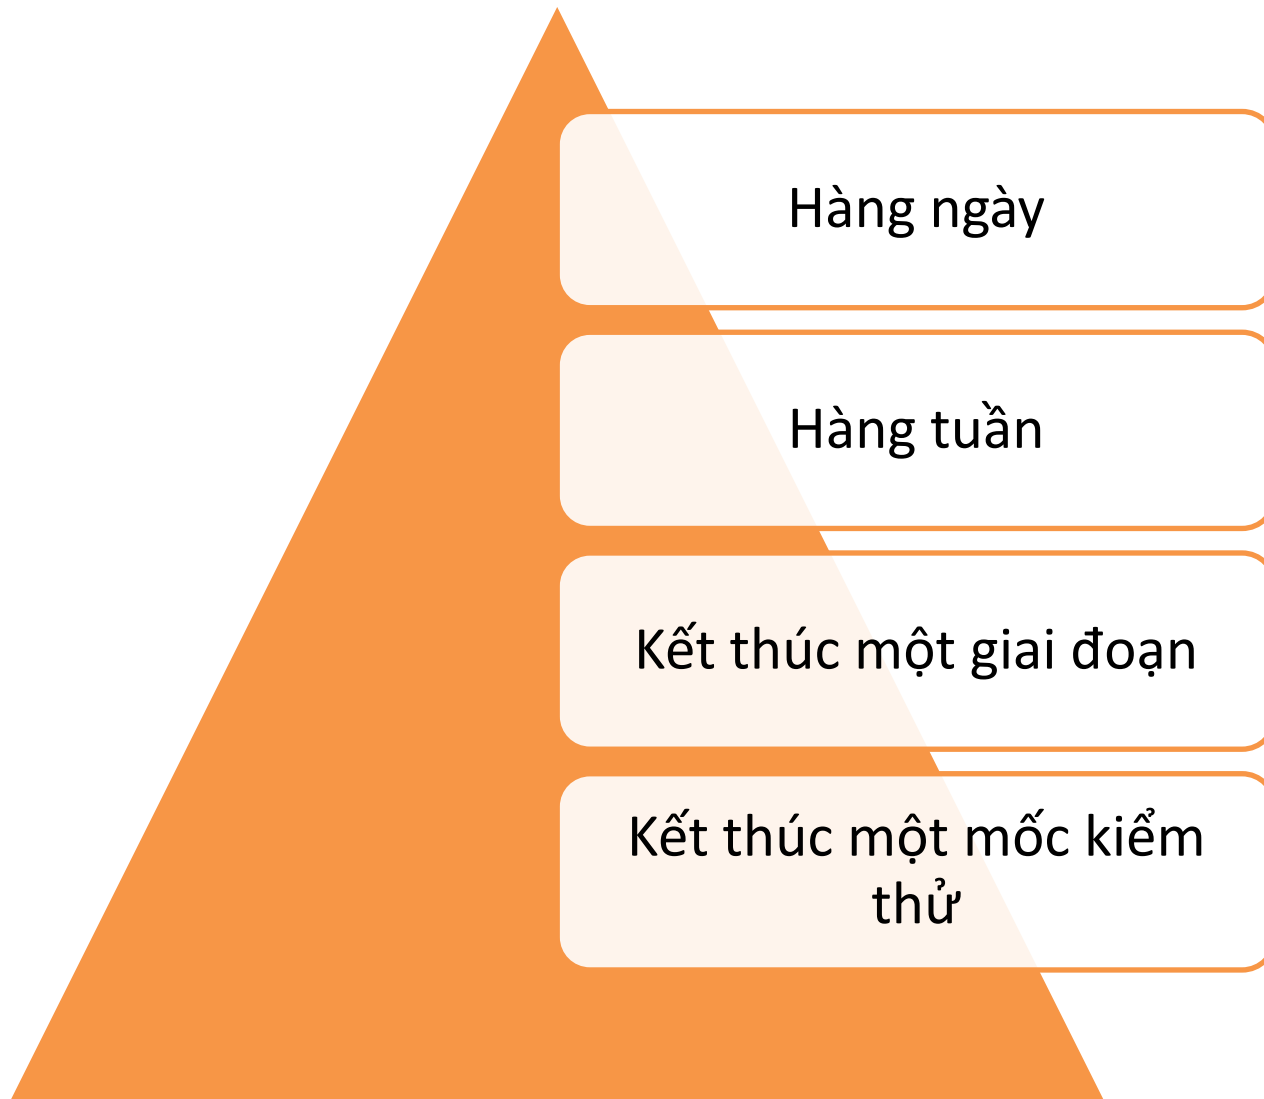 Hàng ngày
Hàng tuần
Kết thúc một giai đoạn
Kết thúc một mốc kiểm
thử